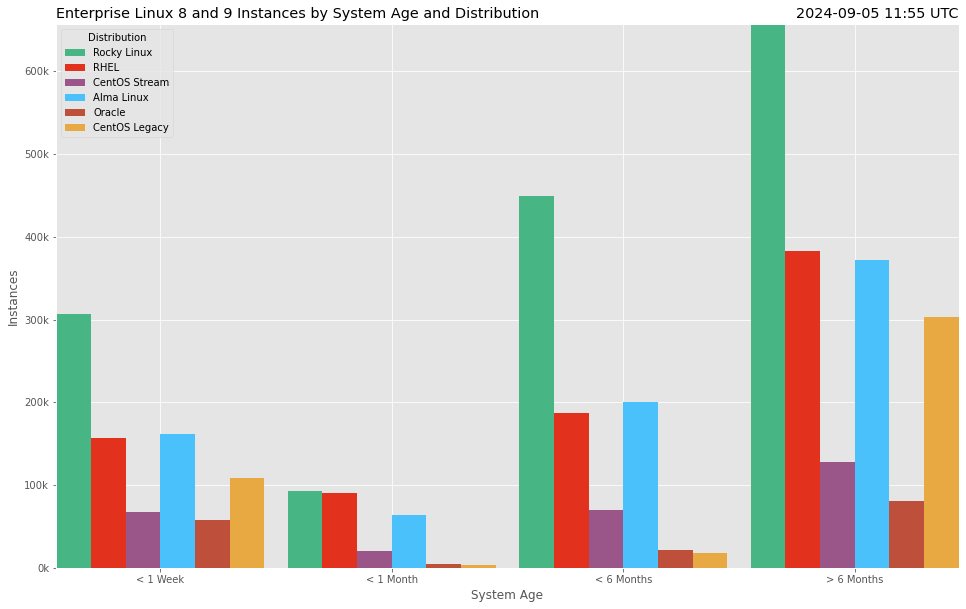 Enterprise Linux 8 and 9 Instances by System Age and Distribution
2024-09-05 11:55 UTC
Distribution
Rocky Linux
RHEL
CentOS Stream
Alma Linux
Oracle
CentOS Legacy
Instances
600k
500k
400k
300k
200k
100k
0k
< 1 Week
< 1 Month
< 6 Months
> 6 Months
System Age